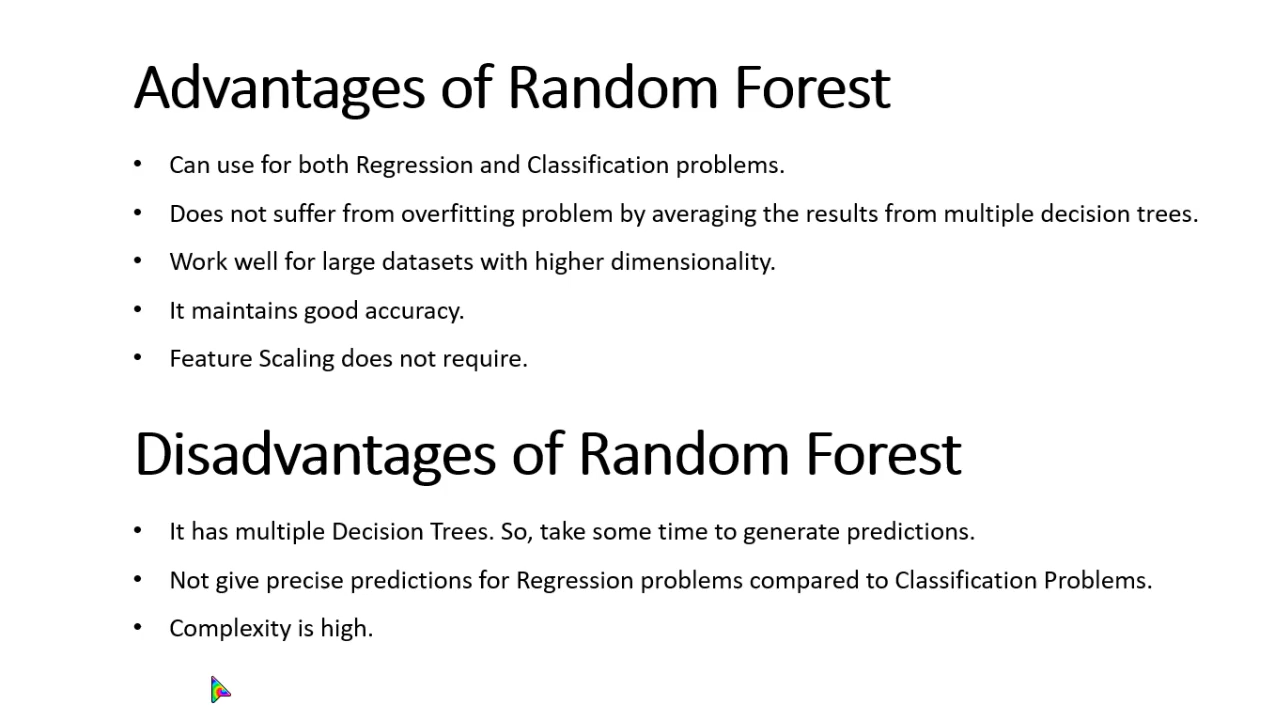 Advantages of Random Forest
• Can use for both Regression and Classification problems.
• Does not suffer from overfitting problem by averaging the results from multiple decision trees.
• Work well for large datasets with higher dimensionality.
• It maintains good accuracy.
• Feature Scaling does not require.
Disadvantages of Random Forest
• It has multiple Decision Trees. So, take some time to generate predictions.
• Not give precise predictions for Regression problems compared to Classification Problems.
• Complexity is high.